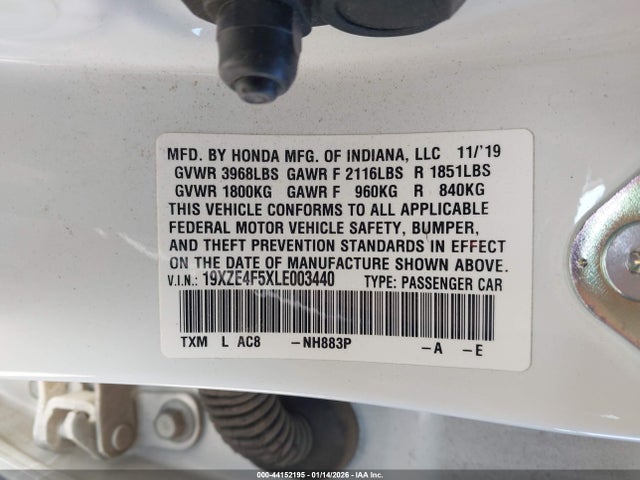 MFD. BY HONDA MFG. OF INDIANA, LLC 11/'19
GVWR 3968LBS GAWR F 2116LBS R 1851LBS
GVWR 1800KG GAWR F 960KG R 840KG
THIS VEHICLE CONFORMS TO ALL APPLICABLE
FEDERAL MOTOR VEHICLE SAFETY, BUMPER,
AND THEFT PREVENTION STANDARDS IN EFFECT
ON THE DATE OF MANUFACTURE SHOWN ABOVE.
V.I.N.: 19XZE4F5XLE003440 TYPE: PASSENGER CAR
TXM L AC8 -NH883P -A -E
000-44152195 - 01/14/2026 - IAA Inc.